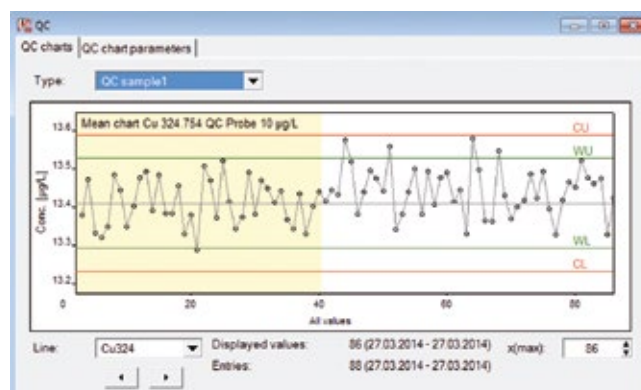 QC
QC charts QC chart parameters
Type: QC sample1
Mean chart Cu 324.754 QC Probe 10 µg/L
CU
WU
WL
CL
Conc. [µg/L]
13.6
13.5
13.4
13.3
13.2
0 20 40 60 80
All values
Line: Cu324 Displayed values: 86 (27.03.2014 - 27.03.2014) x(max): 86
Entries: 88 (27.03.2014 - 27.03.2014)